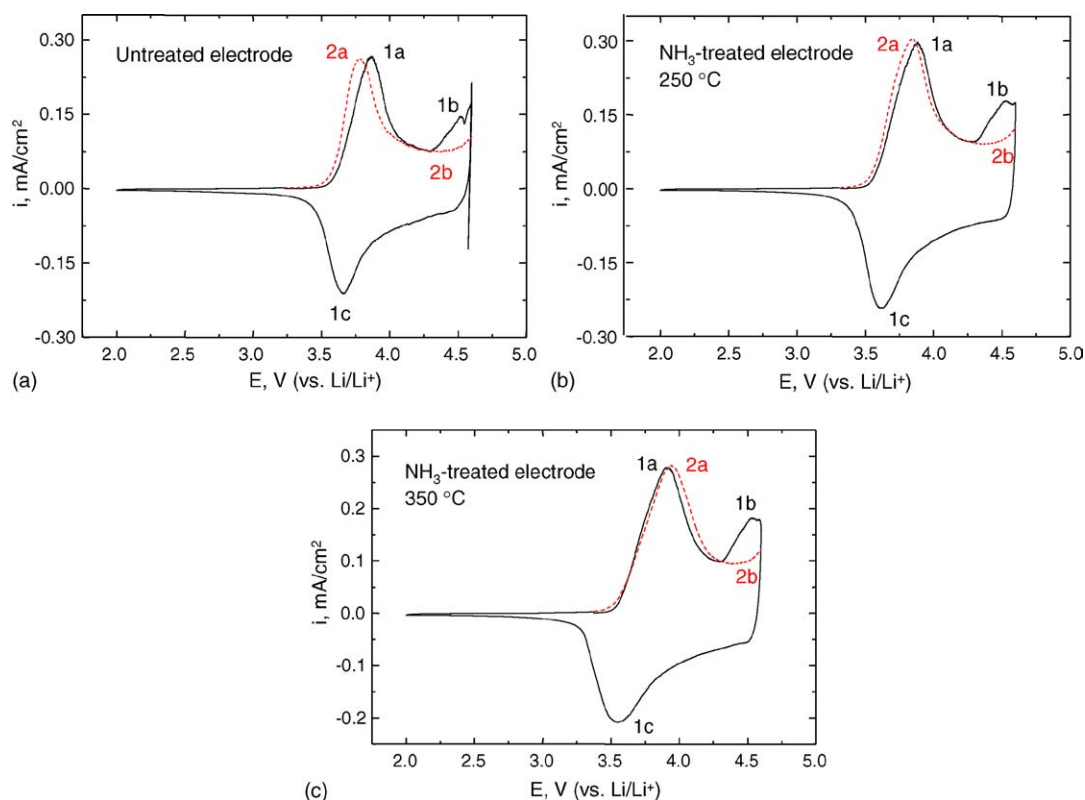 Untreated electrode
2a
1a
1b
2b
1c
0.30
0.15
0.00
-0.15
-0.30
i, mA/cm²
2.0 2.5 3.0 3.5 4.0 4.5 5.0
E, V (vs. Li/Li⁺)
(a)
NH₃-treated electrode
250 °C
2a
1a
1b
2b
1c
0.30
0.15
0.00
-0.15
-0.30
i, mA/cm²
2.0 2.5 3.0 3.5 4.0 4.5 5.0
E, V (vs. Li/Li⁺)
(b)
NH₃-treated electrode
350 °C
1a
2a
1b
2b
1c
0.3
0.2
0.1
0.0
-0.1
-0.2
i, mA/cm²
2.0 2.5 3.0 3.5 4.0 4.5 5.0
E, V (vs. Li/Li⁺)
(c)